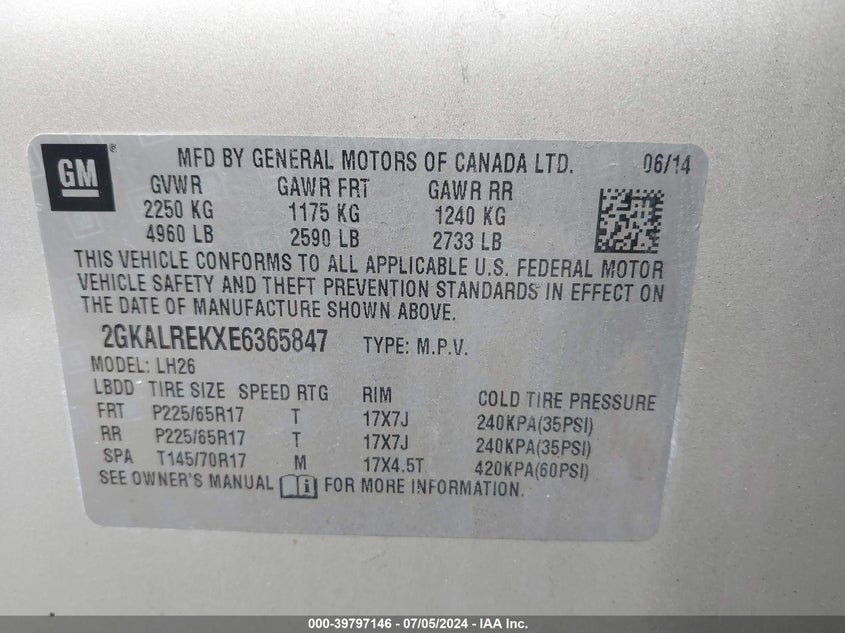 GM ® MFD BY GENERAL MOTORS OF CANADA LTD. 06/14
GVWR GAWR FRT GAWR RR
2250 KG 1175 KG 1240 KG
4960 LB 2590 LB 2733 LB
THIS VEHICLE CONFORMS TO ALL APPLICABLE U.S. FEDERAL MOTOR
VEHICLE SAFETY AND THEFT PREVENTION STANDARDS IN EFFECT ON
THE DATE OF MANUFACTURE SHOWN ABOVE.
2GKALREKXE6365847 TYPE: M.P.V.
MODEL: LH26
LBDD TIRE SIZE SPEED RTG RIM COLD TIRE PRESSURE
FRT P225/65R17 T 17X7J 240KPA(35PSI)
RR P225/65R17 T 17X7J 240KPA(35PSI)
SPA T145/70R17 M 17X4.5T 420KPA(60PSI)
SEE OWNER'S MANUAL i FOR MORE INFORMATION.
000-39797146 - 07/05/2024 - IAA Inc.